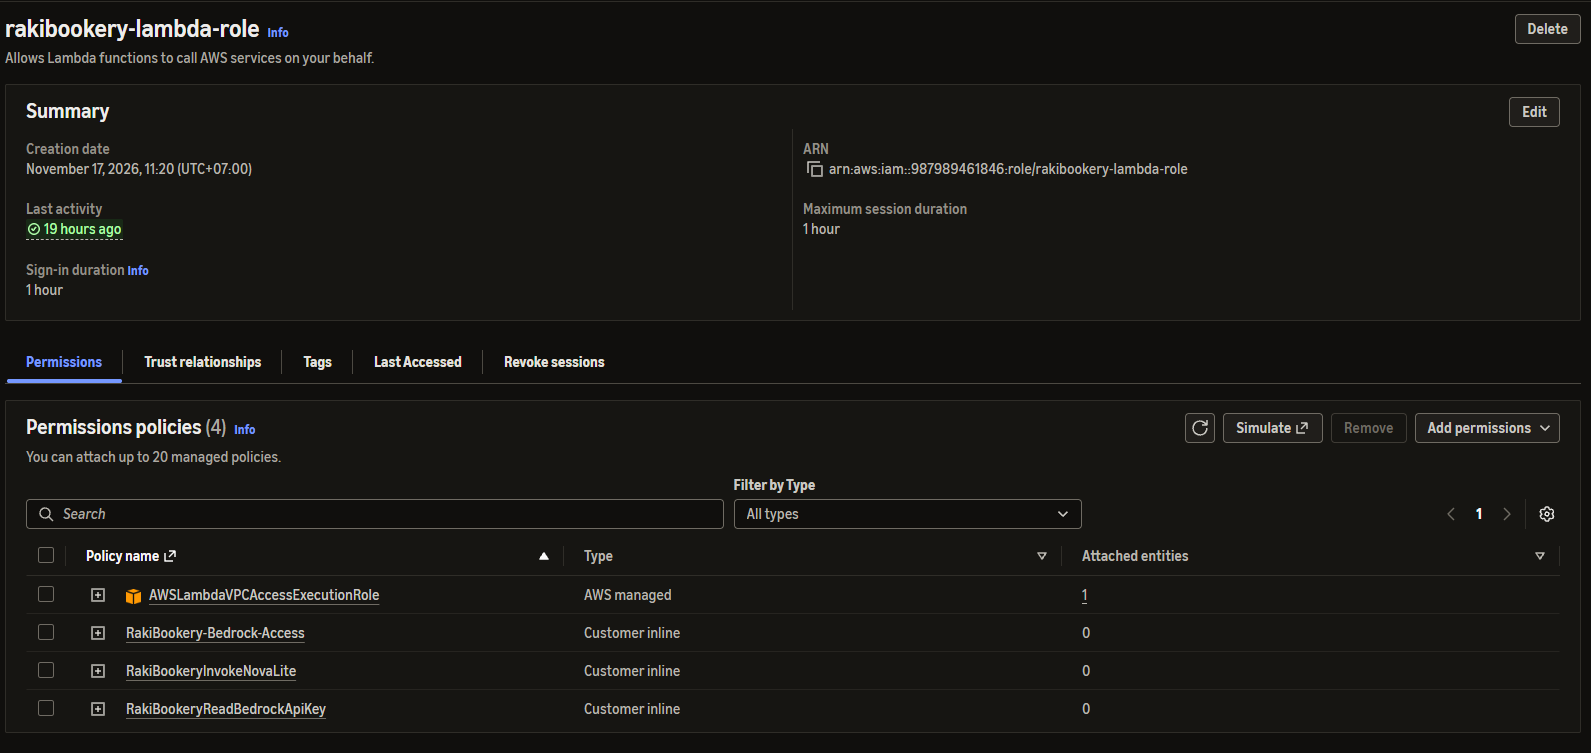 rakibookery-lambda-role Info
Delete
Allows Lambda functions to call AWS services on your behalf.
Summary
Edit
Creation date
November 17, 2026, 11:20 (UTC+07:00)
ARN
arn:aws:iam::987989461846:role/rakibookery-lambda-role
Last activity
19 hours ago
Maximum session duration
1 hour
Sign-in duration Info
1 hour
Permissions
Trust relationships
Tags
Last Accessed
Revoke sessions
Permissions policies (4) Info
Simulate
Remove
Add permissions
You can attach up to 20 managed policies.
Filter by Type
Search
All types
1
Policy name
Type
Attached entities
AWSLambdaVPCAccessExecutionRole
AWS managed
1
RakiBookery-Bedrock-Access
Customer inline
0
RakiBookeryInvokeNovaLite
Customer inline
0
RakiBookeryReadBedrockApiKey
Customer inline
0